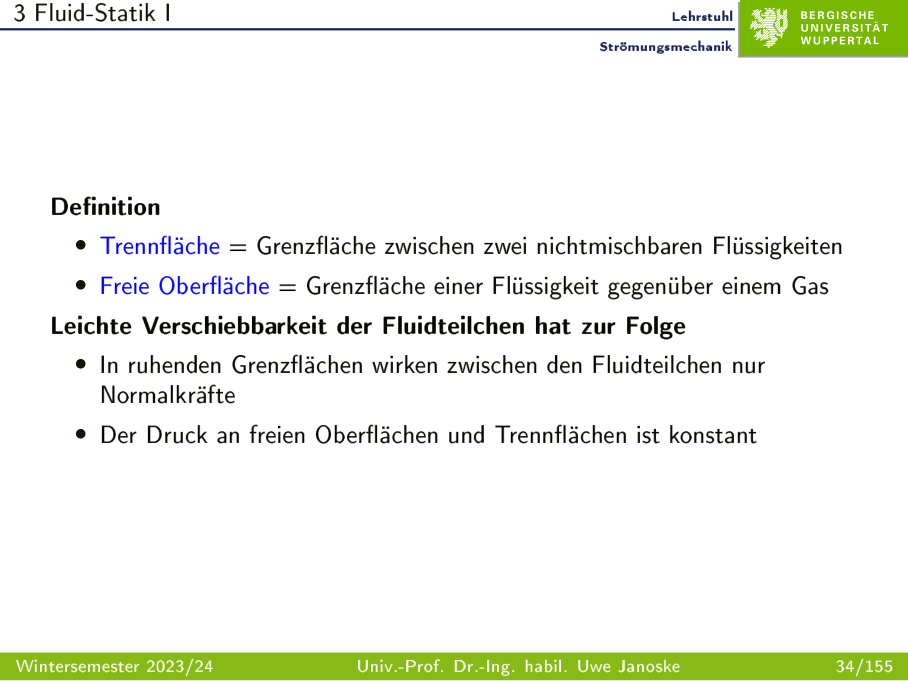 3 Fluid-Statik I
Lehrstuhl
Strömungsmechanik
BERGISCHE
UNIVERSITÄT
WUPPERTAL
Definition
• Trennfläche = Grenzfläche zwischen zwei nichtmischbaren Flüssigkeiten
• Freie Oberfläche = Grenzfläche einer Flüssigkeit gegenüber einem Gas
Leichte Verschiebbarkeit der Fluidteilchen hat zur Folge
• In ruhenden Grenzflächen wirken zwischen den Fluidteilchen nur
Normalkräfte
• Der Druck an freien Oberflächen und Trennflächen ist konstant
Wintersemester 2023/24
Univ.-Prof. Dr.-Ing. habil. Uwe Janoske
34/155